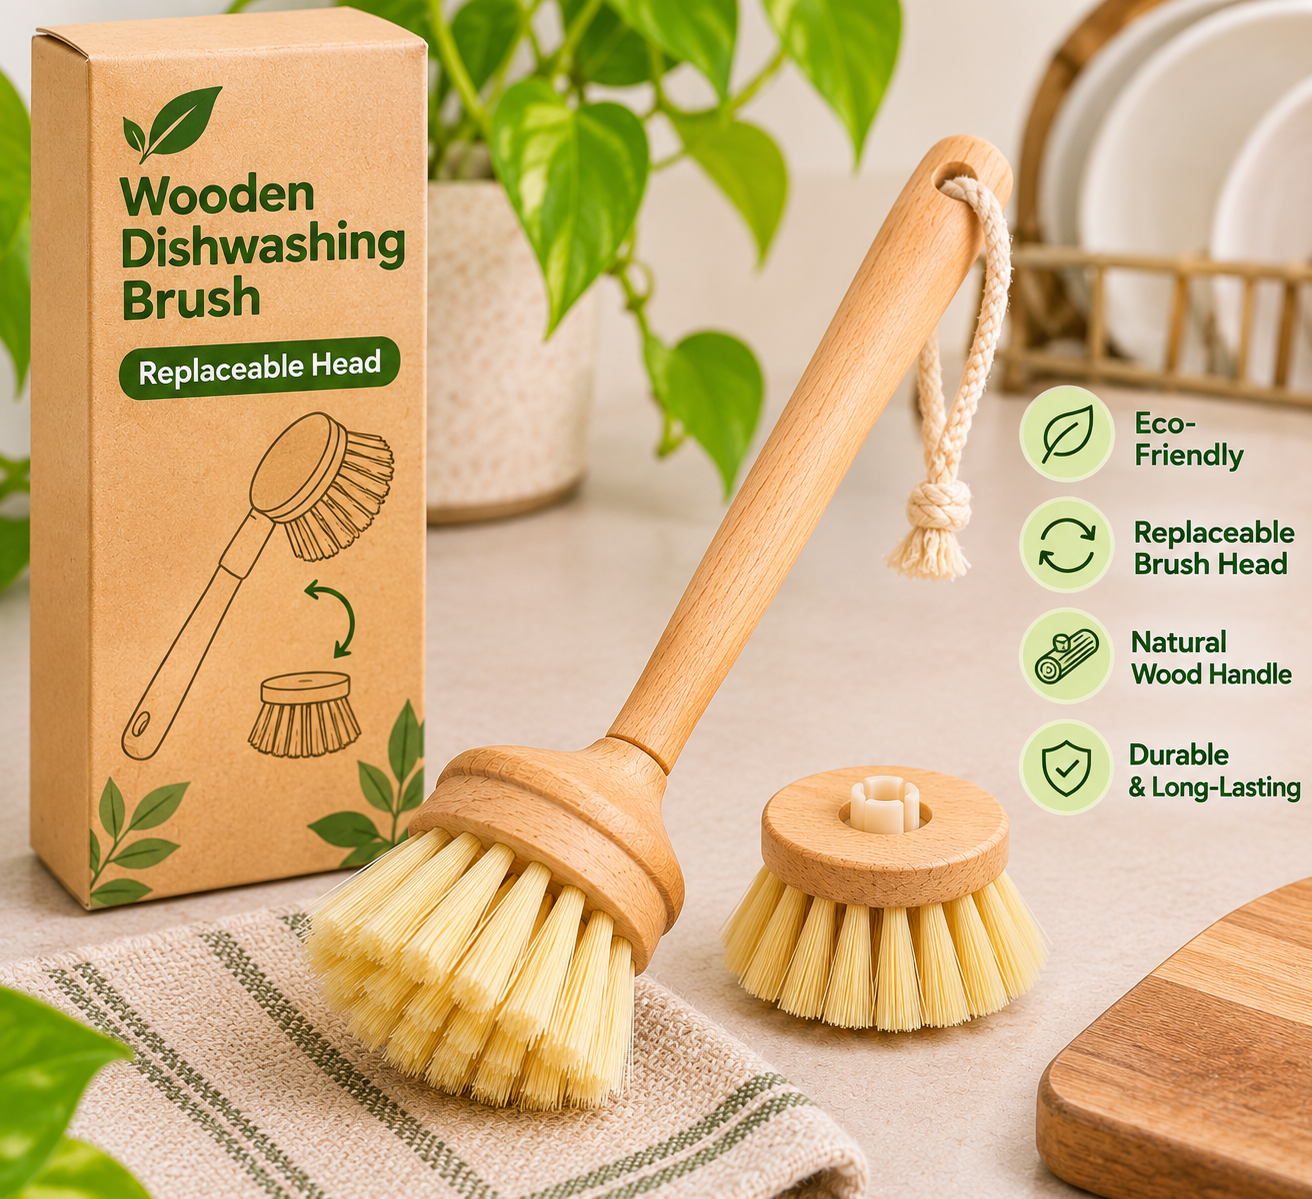 Wooden
Dishwashing
Brush
Replaceable Head
Eco-
Friendly
Replaceable
Brush Head
Natural
Wood Handle
Durable
& Long-Lasting